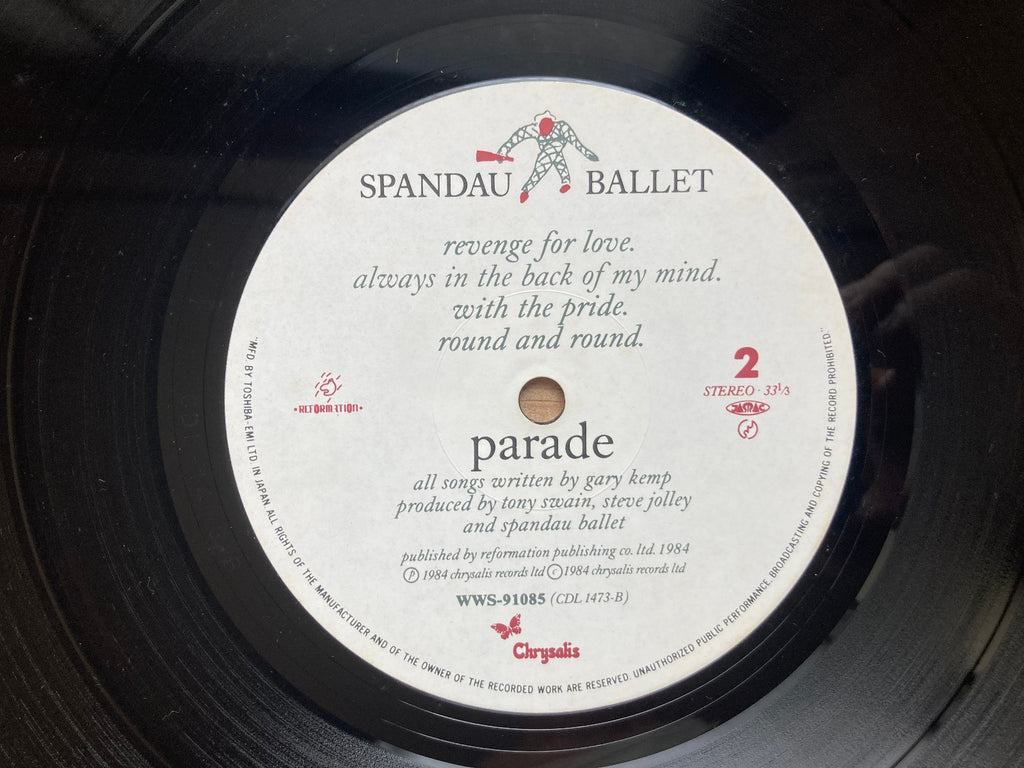 SPANDAU BALLET
revenge for love.
always in the back of my mind.
with the pride.
round and round.
2
STEREO · 33 1/3
JASRAC
•REFORMATION•
parade
all songs written by gary kemp
produced by tony swain, steve jolley
and spandau ballet
published by reformation publishing co. ltd. 1984
Ⓟ 1984 chrysalis records ltd Ⓒ 1984 chrysalis records ltd
WWS-91085 (CDL 1473-B)
Chrysalis
"MFD. BY TOSHIBA-EMI LTD IN JAPAN ALL RIGHTS OF THE MANUFACTURER AND OF THE OWNER OF THE RECORDED WORK ARE RESERVED. UNAUTHORIZED PUBLIC PERFORMANCE, BROADCASTING AND COPYING OF THE RECORD PROHIBITED."